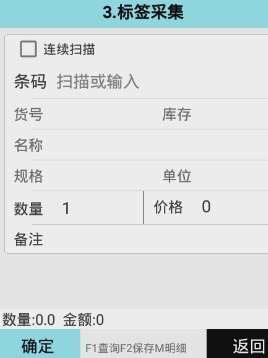 3.标签采集
连续扫描
条码 扫描或输入
货号 库存
名称
规格 单位
数量 1 价格 0
备注
数量:0.0 金额:0
确定 F1查询F2保存M明细 返回